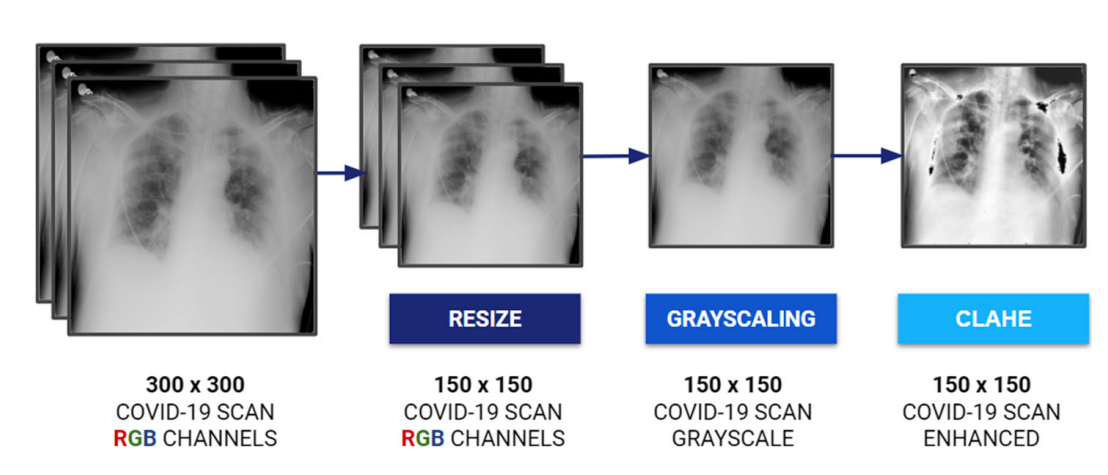 RESIZE
GRAYSCALING
CLAHE
300 x 300
COVID-19 SCAN
RGB CHANNELS
150 x 150
COVID-19 SCAN
RGB CHANNELS
150 x 150
COVID-19 SCAN
GRAYSCALE
150 x 150
COVID-19 SCAN
ENHANCED